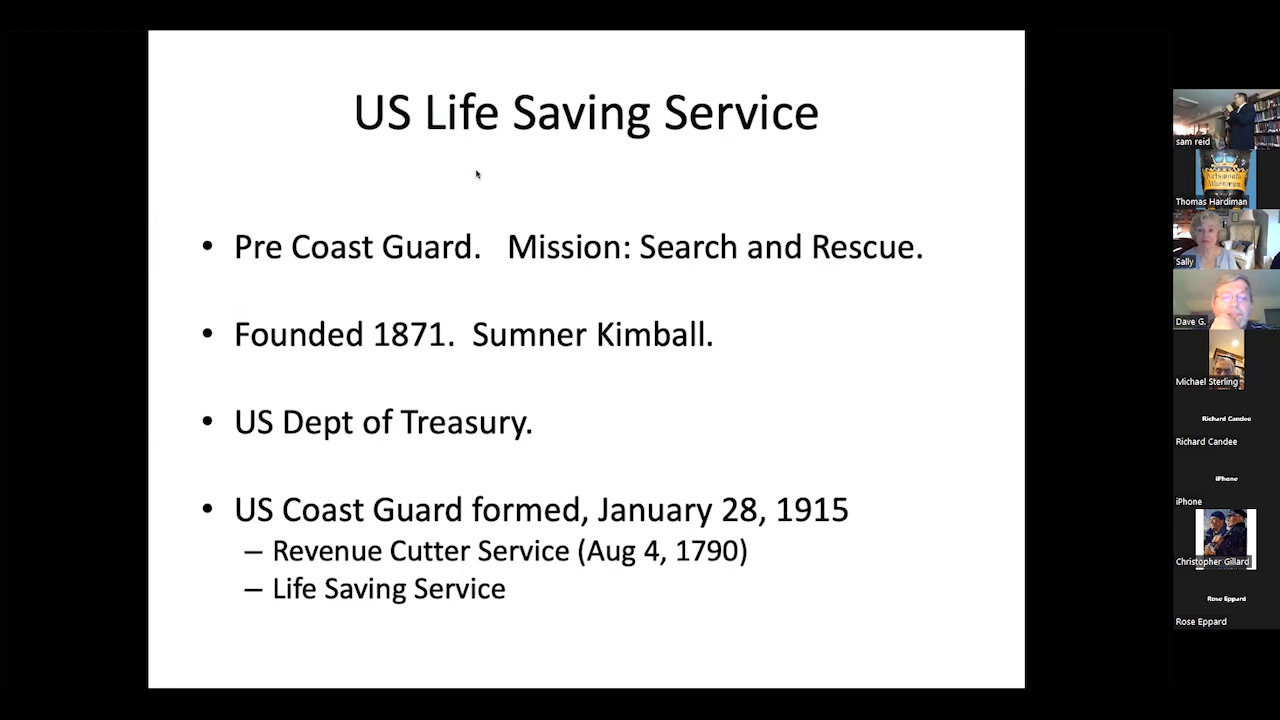 US Life Saving Service
• Pre Coast Guard.   Mission: Search and Rescue.
• Founded 1871.  Sumner Kimball.
• US Dept of Treasury.
• US Coast Guard formed, January 28, 1915
– Revenue Cutter Service (Aug 4, 1790)
– Life Saving Service
sam reid
Portsmouth
Athenaeum
Thomas Hardiman
Sally
Dave G.
Michael Sterling
Richard Candee
Richard Candee
iPhone
iPhone
Christopher Gillard
Rose Eppard
Rose Eppard